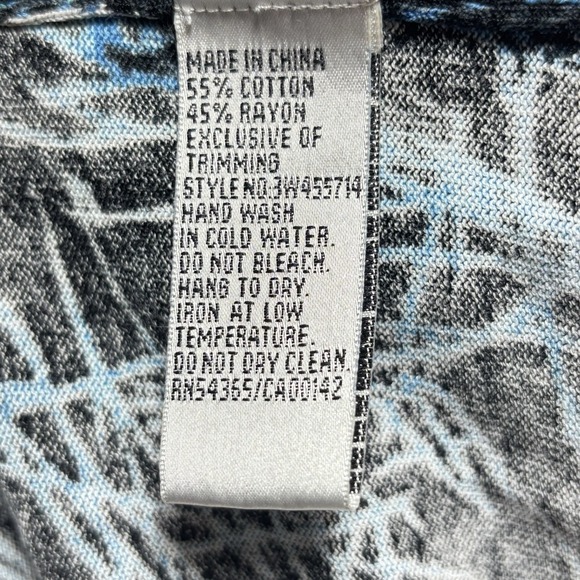 MADE IN CHINA
55% COTTON
45% RAYON
EXCLUSIVE OF
TRIMMING
STYLE NO.3W455714
HAND WASH
IN COLD WATER.
DO NOT BLEACH.
HANG TO DRY.
IRON AT LOW
TEMPERATURE.
DO NOT DRY CLEAN.
RN54365/CA00142